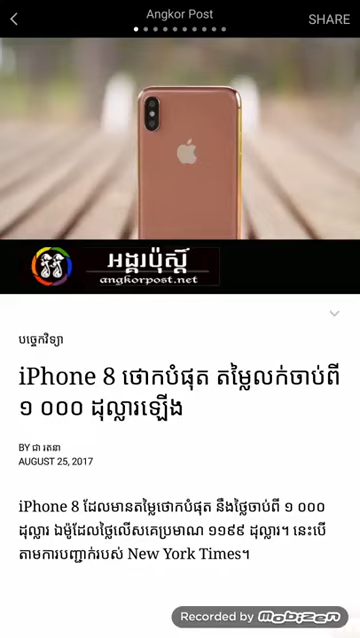 Angkor Post
SHARE
អង្គរប៉ុស្តិ៍
angkorpost.net
បច្ចេកវិទ្យា
iPhone 8 ថោកបំផុត តម្លៃលក់ចាប់ពី
១ ០០០ ដុល្លារឡើង
BY ជា រតនា
AUGUST 25, 2017
iPhone 8 ដែលមានតម្លៃថោកបំផុត នឹងថ្លៃចាប់ពី ១ ០០០
ដុល្លារ ឯម៉ូដែលថ្លៃលើសគេប្រមាណ ១១៩៩ ដុល្លារ។ នេះបើ
តាមការបញ្ជាក់របស់ New York Times។
Recorded by mobizen